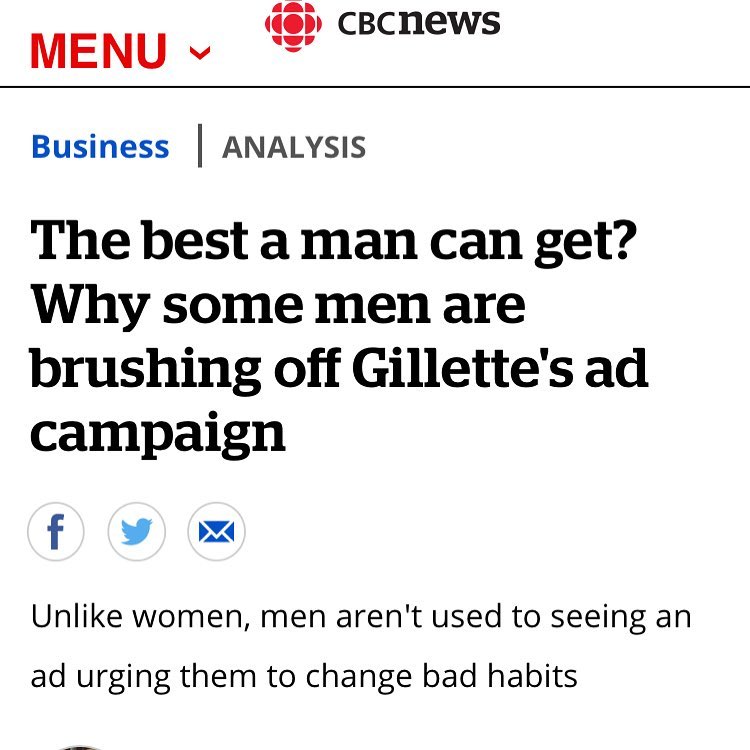 CBCnews
MENU
Business | ANALYSIS
The best a man can get?
Why some men are
brushing off Gillette's ad
campaign
Unlike women, men aren't used to seeing an
ad urging them to change bad habits